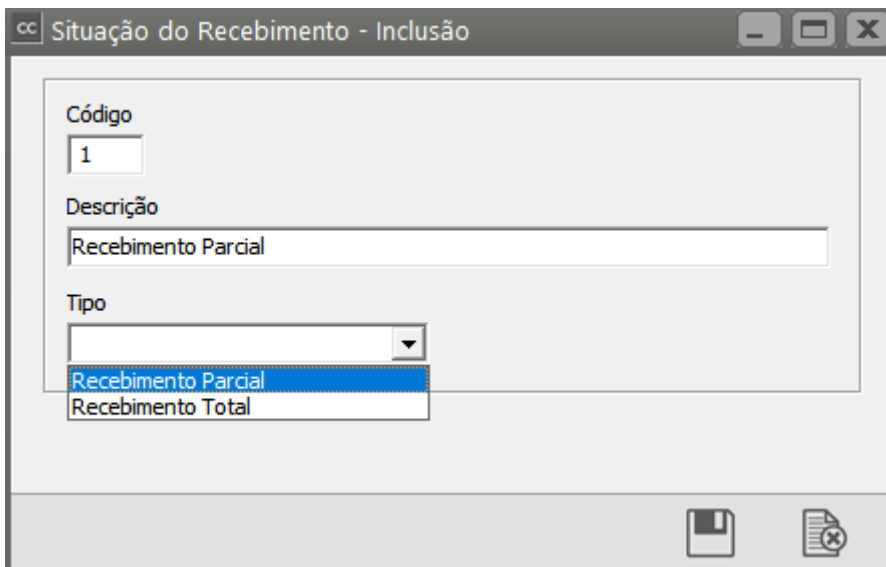 cc Situação do Recebimento - Inclusão
Código
1
Descrição
Recebimento Parcial
Tipo
Recebimento Parcial
Recebimento Total